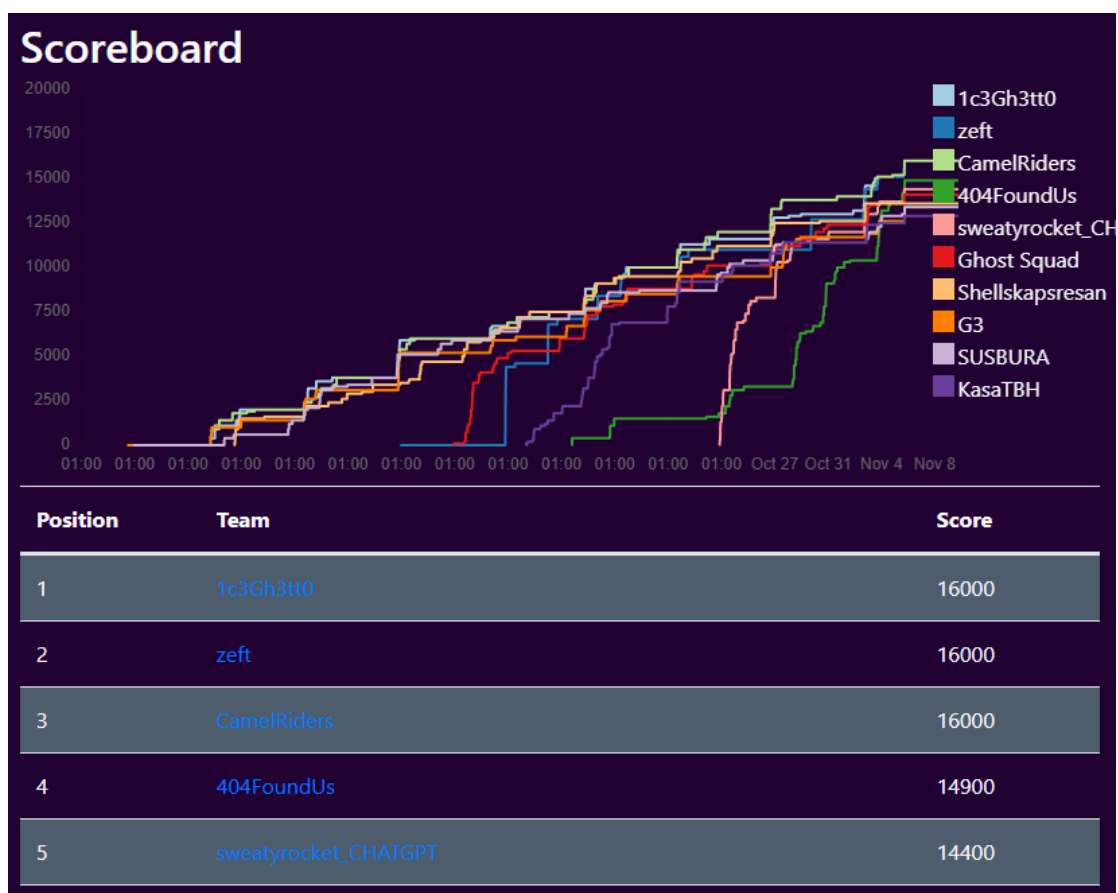 Scoreboard
20000
17500
15000
12500
10000
7500
5000
2500
0
01:00 01:00 01:00 01:00 01:00 01:00 01:00 01:00 01:00 01:00 01:00 01:00 01:00 Oct 27 Oct 31 Nov 4 Nov 8
1c3Gh3tt0
zeft
CamelRiders
404FoundUs
sweatyrocket_CH
Ghost Squad
Shellskapsresan
G3
SUSBURA
KasaTBH
Position Team Score
1 1c3Gh3tt0 16000
2 zeft 16000
3 CamelRiders 16000
4 404FoundUs 14900
5 sweatyrocket_CHATGPT 14400